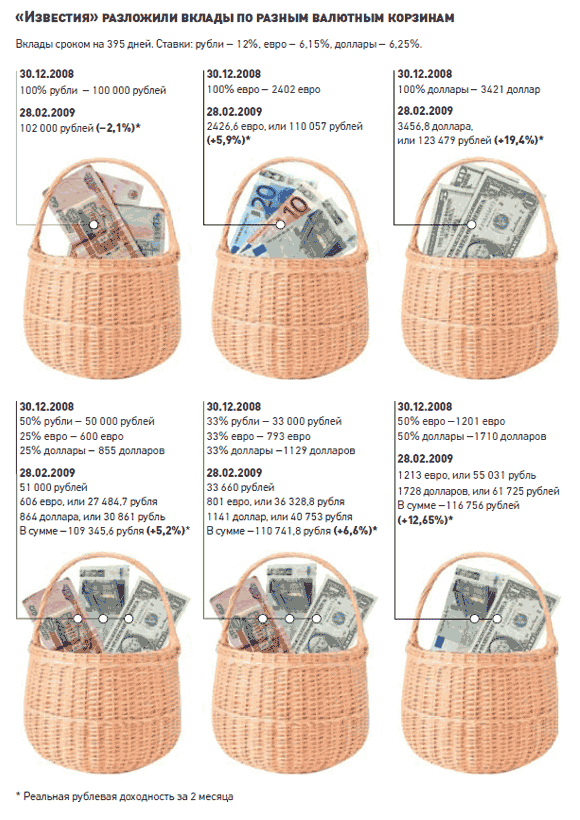 «Известия» разложили вклады по разным валютным корзинам
Вклады сроком на 395 дней. Ставки: рубли – 12%, евро – 6,15%, доллары – 6,25%.
30.12.2008
100% рубли – 100 000 рублей
28.02.2009
102 000 рублей (–2,1%)*
30.12.2008
100% евро – 2402 евро
28.02.2009
2426,6 евро, или 110 057 рублей
(+5,9%)*
30.12.2008
100% доллары – 3421 доллар
28.02.2009
3456,8 доллара,
или 123 479 рублей (+19,4%)*
20
10
30.12.2008
50% рубли – 50 000 рублей
25% евро – 600 евро
25% доллары – 855 долларов
28.02.2009
51 000 рублей
606 евро, или 27 484,7 рубля
864 доллара, или 30 861 рубль
В сумме –109 345,6 рубля (+5,2%)*
30.12.2008
33% рубли – 33 000 рублей
33% евро – 793 евро
33% доллары –1129 долларов
28.02.2009
33 660 рублей
801 евро, или 36 328,8 рубля
1141 доллар, или 40 753 рубля
В сумме –110 741,8 рубля (+6,6%)*
30.12.2008
50% евро –1201 евро
50% доллары –1710 долларов
28.02.2009
1213 евро, или 55 031 рубль
1728 долларов, или 61 725 рублей
В сумме –116 756 рублей
(+12,65%)*
* Реальная рублевая доходность за 2 месяца